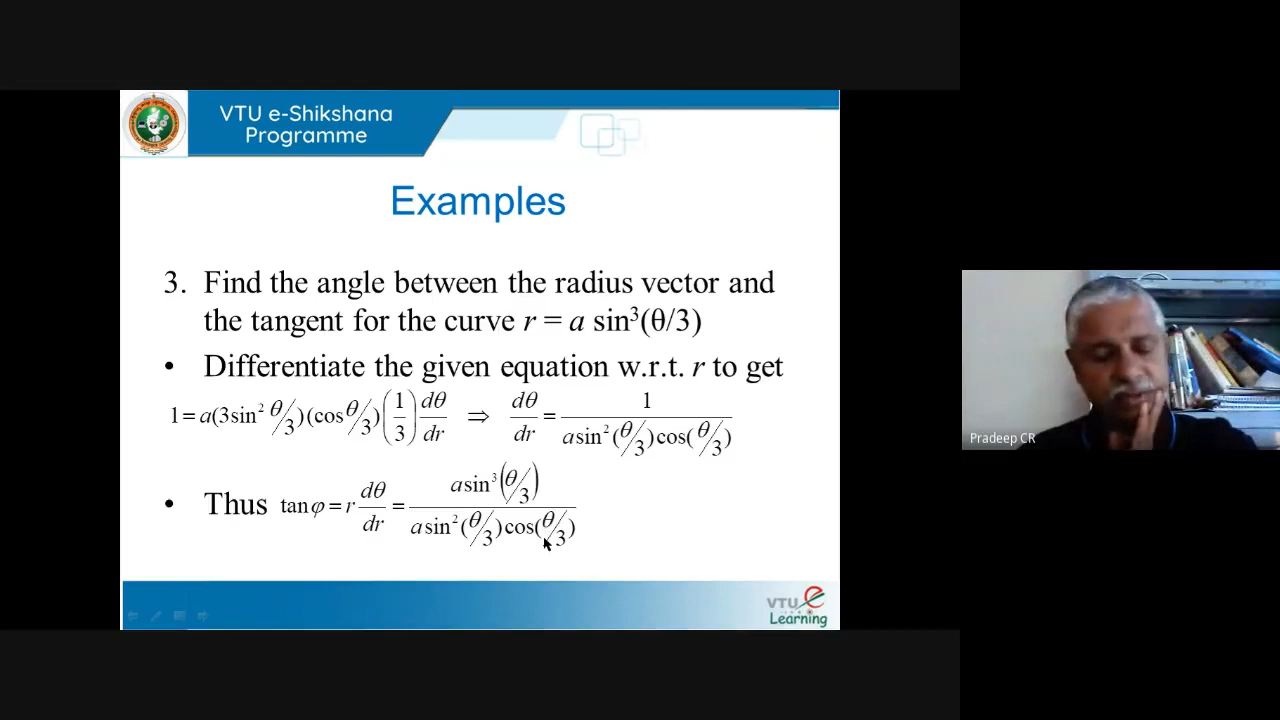 VTU e-Shikshana
Programme
Examples
3. Find the angle between the radius vector and
the tangent for the curve r = a sin³(θ/3)
• Differentiate the given equation w.r.t. r to get
1 = a(3sin² θ/3)(cos θ/3)(1/3) dθ/dr ⇒ dθ/dr = 1/(a sin²(θ/3)cos(θ/3))
• Thus tan φ = r dθ/dr = a sin³(θ/3)/(a sin²(θ/3)cos(θ/3))
Pradeep CR
VTU e
Learning